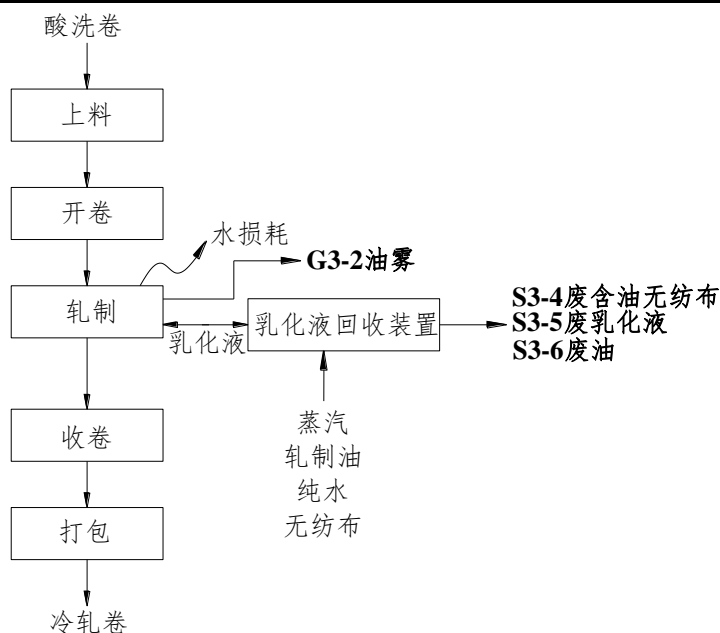 酸洗卷
上料
开卷
水损耗
G3-2油雾
轧制
乳化液
乳化液回收装置
S3-4废含油无纺布
S3-5废乳化液
S3-6废油
蒸汽
轧制油
纯水
无纺布
收卷
打包
冷轧卷